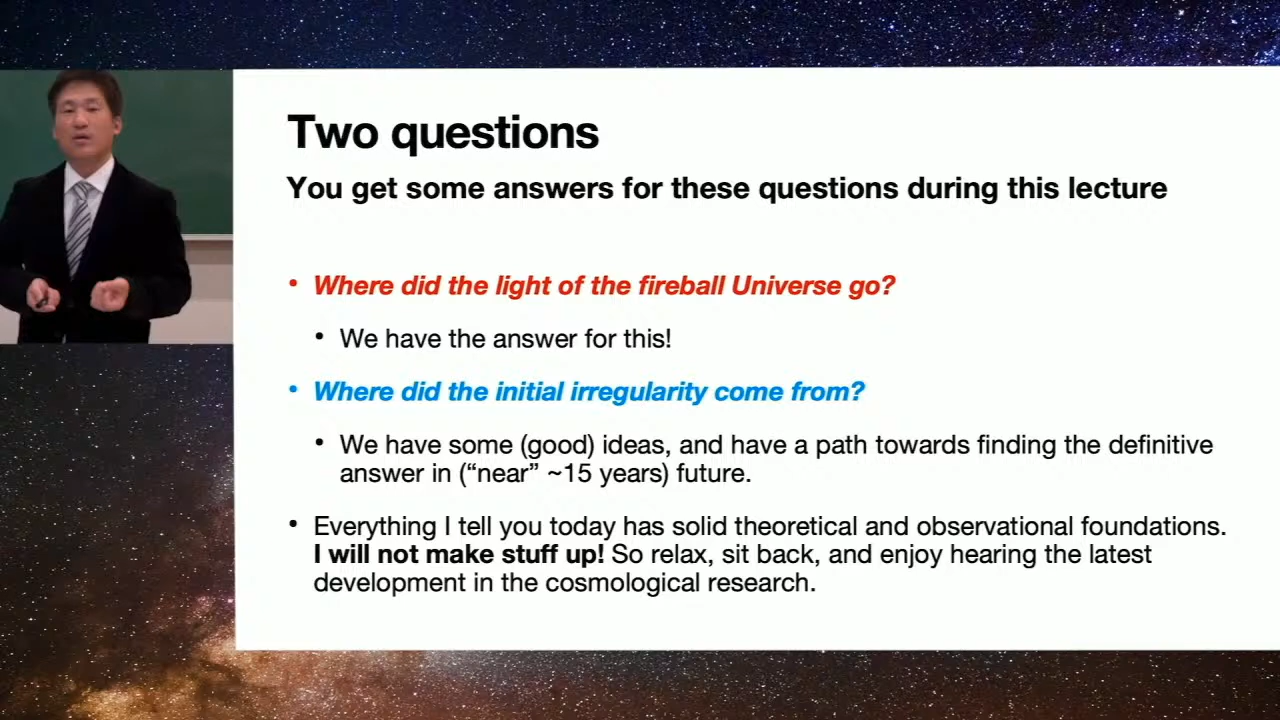 Two questions
You get some answers for these questions during this lecture
• Where did the light of the fireball Universe go?
• We have the answer for this!
• Where did the initial irregularity come from?
• We have some (good) ideas, and have a path towards finding the definitive
answer in (“near” ~15 years) future.
• Everything I tell you today has solid theoretical and observational foundations.
I will not make stuff up! So relax, sit back, and enjoy hearing the latest
development in the cosmological research.